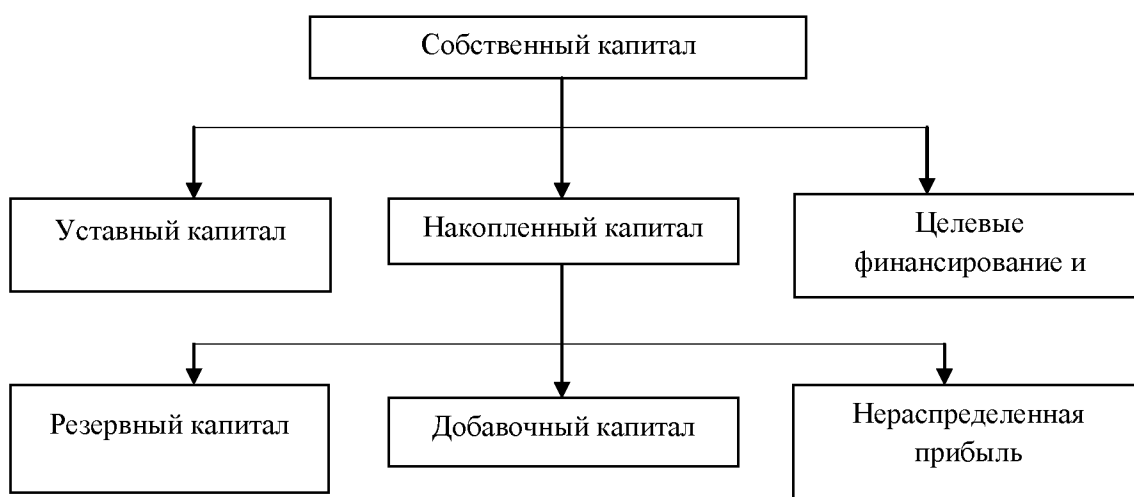 Собственный капитал
Уставный капитал
Накопленный капитал
Целевые
финансирование и
Резервный капитал
Добавочный капитал
Нераспределенная
прибыль